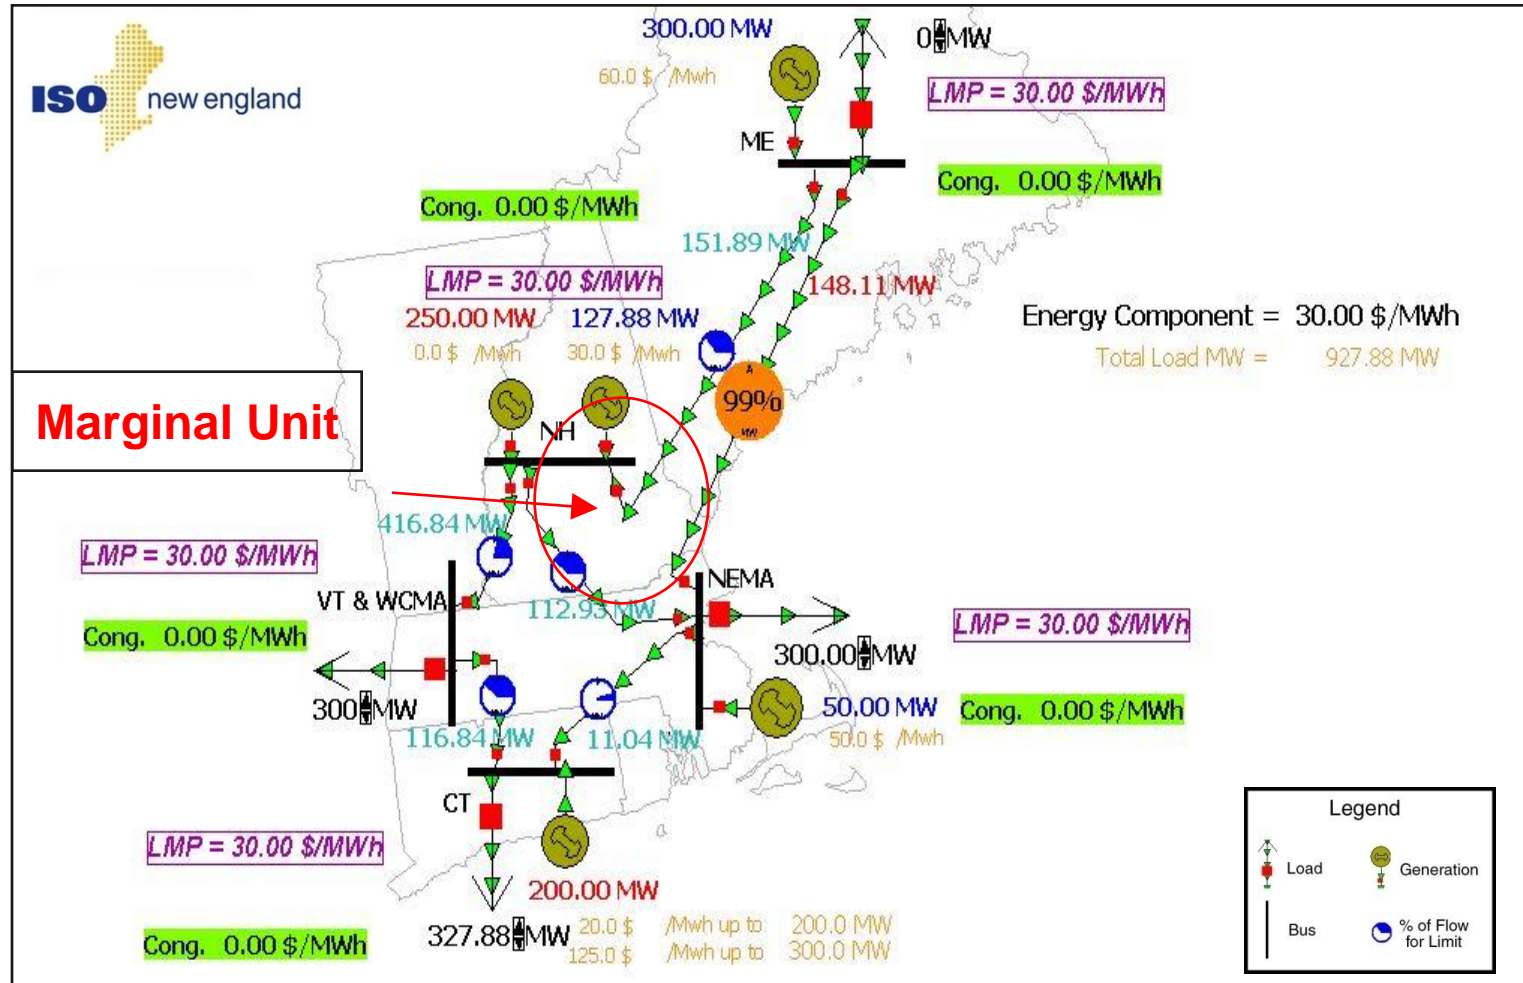 300.00 MW
0 MW
60.0 $ /Mwh
LMP = 30.00 $/MWh
ISO new england
ME
Cong. 0.00 $/MWh
Cong. 0.00 $/MWh
151.89 MW
LMP = 30.00 $/MWh
148.11 MW
250.00 MW 127.88 MW
0.0 $ /Mwh 30.0 $ /Mwh
Energy Component = 30.00 $/MWh
Total Load MW = 927.88 MW
A
99%
MW
Marginal Unit
NH
416.84 MW
LMP = 30.00 $/MWh
VT & WCMA
NEMA
112.93 MW
Cong. 0.00 $/MWh
LMP = 30.00 $/MWh
300.00 MW
300 MW
50.00 MW
Cong. 0.00 $/MWh
50.0 $ /Mwh
116.84 MW
11.04 MW
CT
LMP = 30.00 $/MWh
200.00 MW
327.88 MW
20.0 $ /Mwh up to 200.0 MW
125.0 $ /Mwh up to 300.0 MW
Cong. 0.00 $/MWh
Legend
Load
Generation
Bus
% of Flow
for Limit